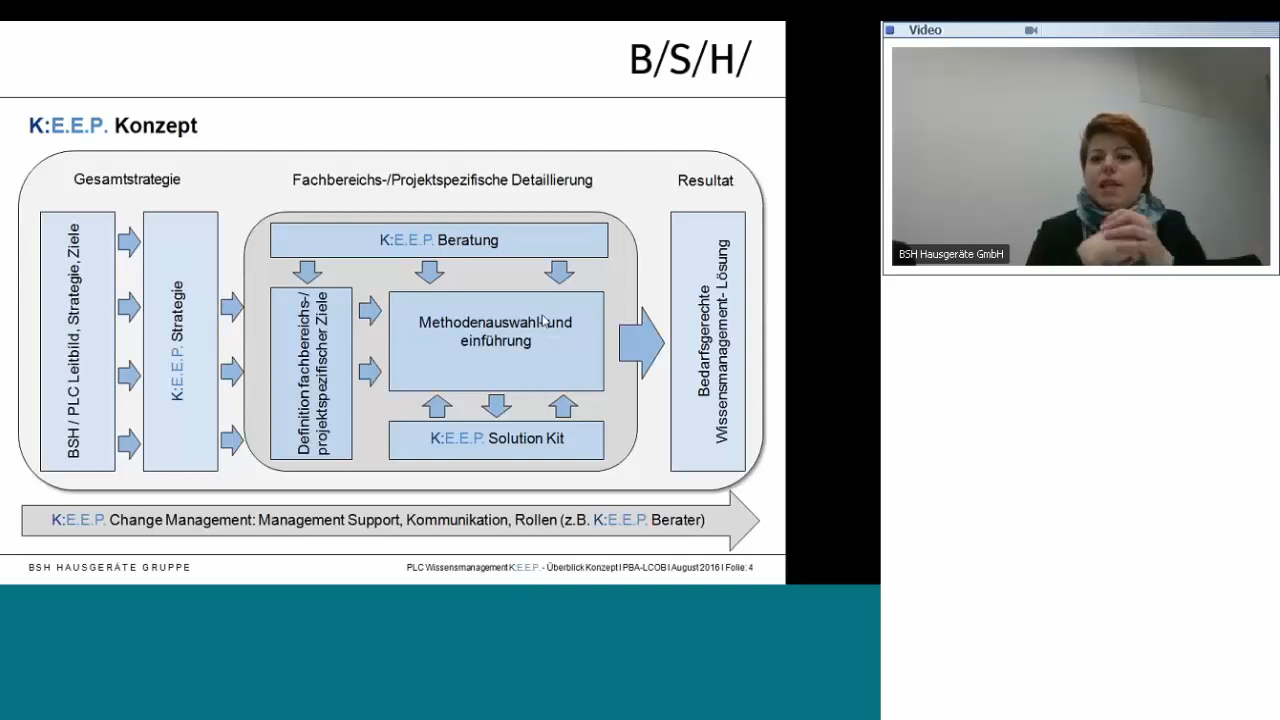 B/S/H/
K:E.E.P. Konzept
Gesamtstrategie
Fachbereichs-/Projektspezifische Detaillierung
Resultat
BSH / PLC Leitbild, Strategie, Ziele
K:E.E.P. Strategie
K:E.E.P. Beratung
Definition fachbereichs-/
projektspezifischer Ziele
Methodenauswahl und
einführung
K:E.E.P. Solution Kit
Bedarfsgerechte
Wissensmanagement- Lösung
K:E.E.P. Change Management: Management Support, Kommunikation, Rollen (z.B. K:E.E.P. Berater)
BSH HAUSGERÄTE GRUPPE
PLC Wissensmanagement K:E.E.P. - Überblick Konzept I PBA-LCOB I August 2016 I Folie: 4
Video
BSH Hausgeräte GmbH